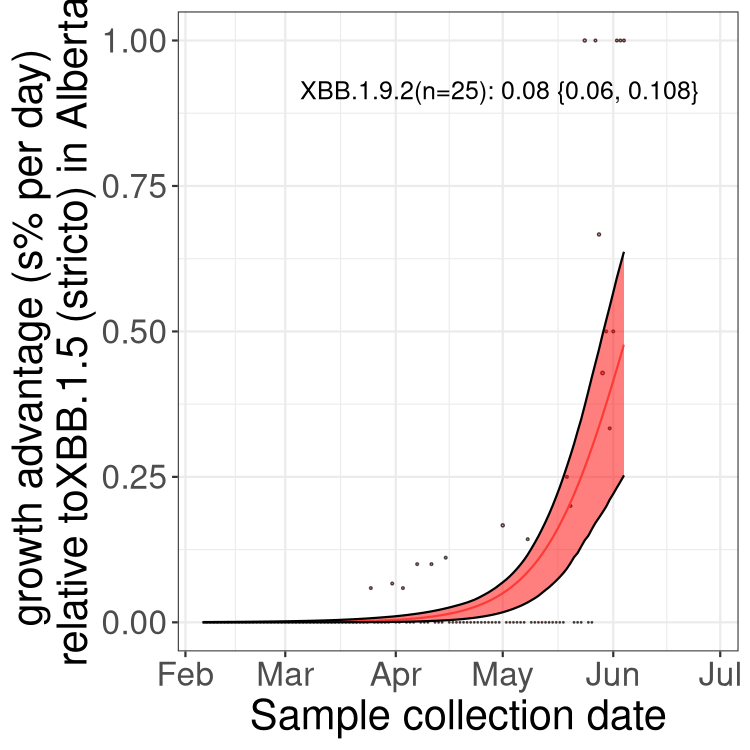 growth advantage (s% per day)
relative toXBB.1.5 (stricto) in Alberta
1.00
0.75
0.50
0.25
0.00
XBB.1.9.2(n=25): 0.08 {0.06, 0.108}
Feb Mar Apr May Jun Jul
Sample collection date